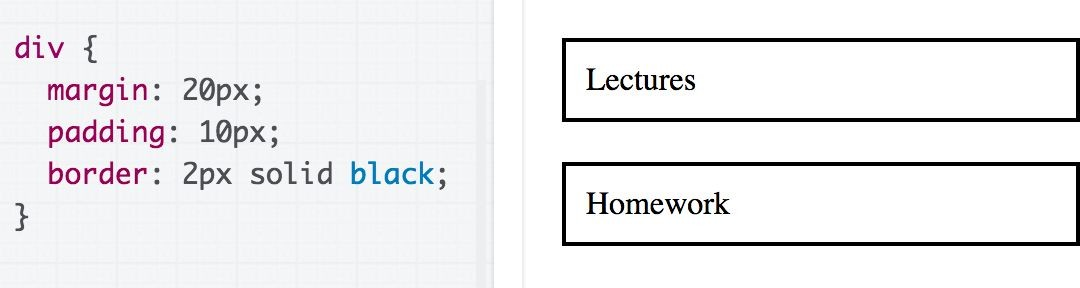 div {
  margin: 20px;
  padding: 10px;
  border: 2px solid black;
}
Lectures
Homework